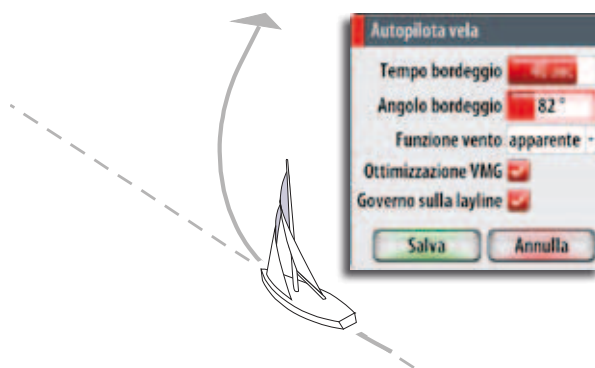 Autopilota vela
Tempo bordeggio
Angolo bordeggio 82 °
Funzione vento apparente
Ottimizzazione VMG
Governo sulla layline
Salva Annulla